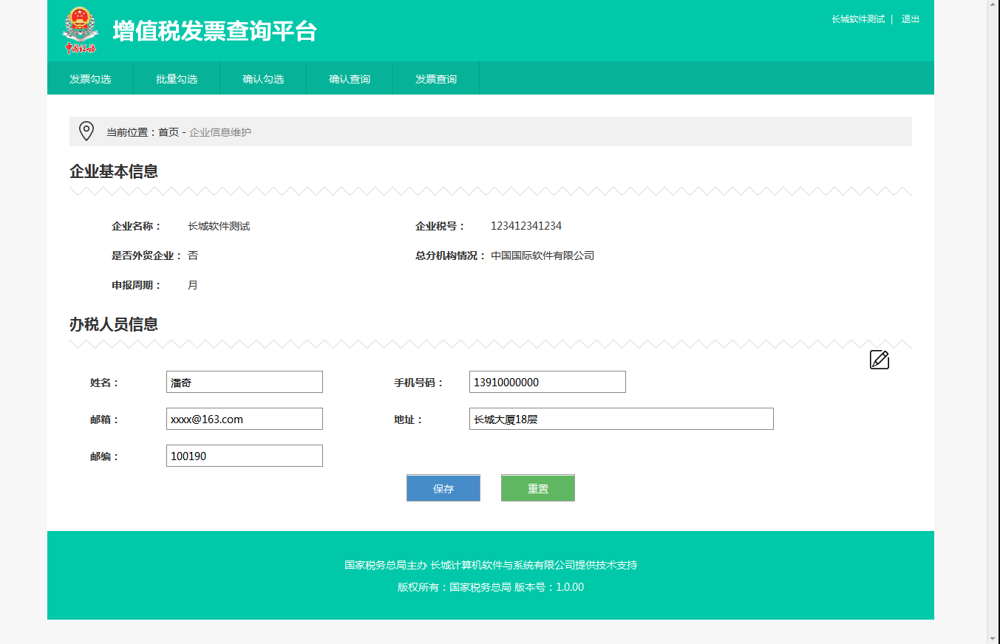 中国税务
增值税发票查询平台
长城软件测试 | 退出
发票勾选 批量勾选 确认勾选 确认查询 发票查询
当前位置：首页 - 企业信息维护
企业基本信息
企业名称： 长城软件测试 企业税号： 123412341234
是否外贸企业： 否 总分机构情况： 中国国际软件有限公司
申报周期： 月
办税人员信息
姓名： 潘奇 手机号码： 13910000000
邮箱： xxxx@163.com 地址： 长城大厦18层
邮编： 100190
保存 重置
国家税务总局主办 长城计算机软件与系统有限公司提供技术支持
版权所有：国家税务总局 版本号：1.0.00